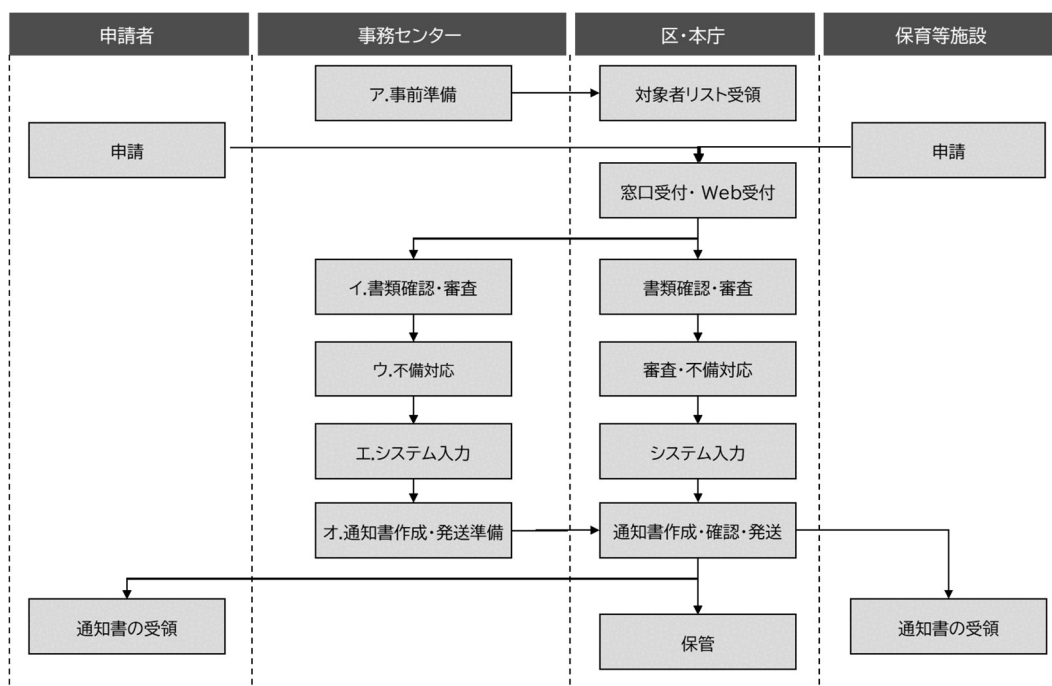 申請者
事務センター
区・本庁
保育等施設
ア.事前準備
対象者リスト受領
申請
申請
窓口受付・Web受付
イ.書類確認・審査
書類確認・審査
ウ.不備対応
審査・不備対応
エ.システム入力
システム入力
オ.通知書作成・発送準備
通知書作成・確認・発送
通知書の受領
保管
通知書の受領